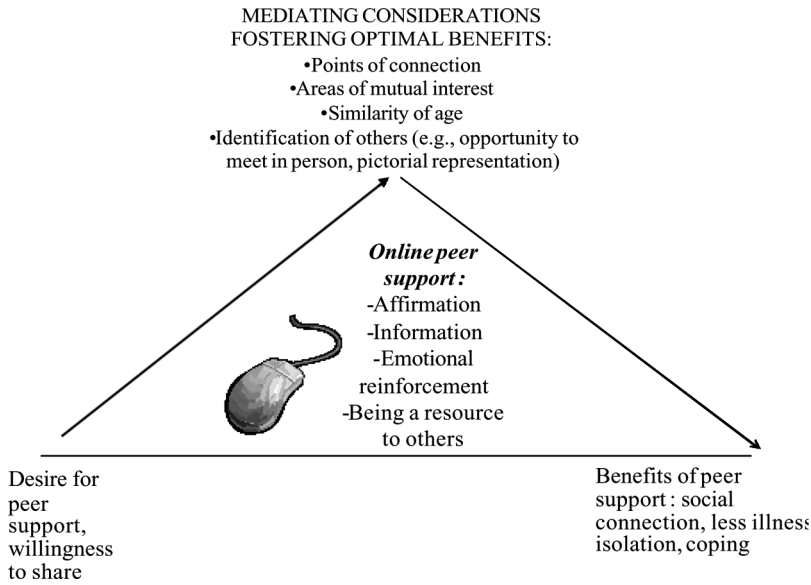 MEDIATING CONSIDERATIONS
FOSTERING OPTIMAL BENEFITS:
•Points of connection
•Areas of mutual interest
•Similarity of age
•Identification of others (e.g., opportunity to
meet in person, pictorial representation)
Online peer
support:
-Affirmation
-Information
-Emotional
reinforcement
-Being a resource
to others
Desire for
peer
support,
willingness
to share
Benefits of peer
support: social
connection, less illness
isolation, coping